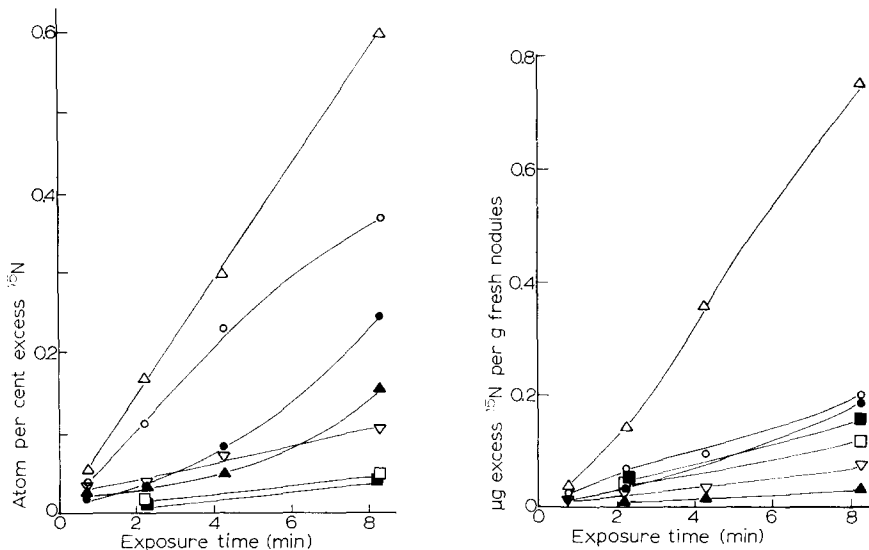 0.6
0.4
0.2
0
Atom per cent excess ¹⁵N
0 2 4 6 8
Exposure time (min)
0.8
0.6
0.4
0.2
0
µg excess ¹⁵N per g fresh nodules
0 2 4 6 8
Exposure time (min)